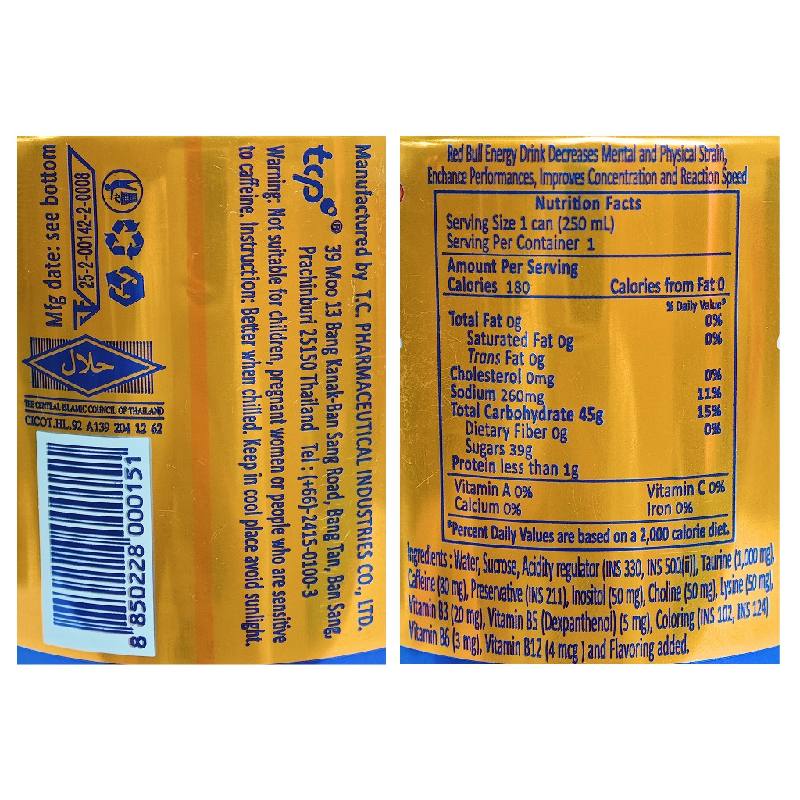 Manufactured by T.C. PHARMACEUTICAL INDUSTRIES CO., LTD.
tcp®
39 Moo 13 Bang Kanak-Ban Sang Road, Bang Tan, Ban Sang,
Prachinburi 25150 Thailand Tel : (+66)-2415-0100-3
Warning: Not suitable for children, pregnant women or people who are sensitive
to caffeine. Instruction: Better when chilled. Keep in cool place avoid sunlight.
Mfg date: see bottom
25-2-00142-2-0008
حلال
THE CENTRAL ISLAMIC COUNCIL OF THAILAND
CICOT.HL.92 A139 204 12 62
8 850228 000151
Red Bull Energy Drink Decreases Mental and Physical Strain,
Enchance Performances, Improves Concentration and Reaction Speed
Nutrition Facts
Serving Size 1 can (250 mL)
Serving Per Container 1
Amount Per Serving
Calories 180 Calories from Fat 0
% Daily Value*
Total Fat 0g 0%
Saturated Fat 0g 0%
Trans Fat 0g
Cholesterol 0mg 0%
Sodium 260mg 11%
Total Carbohydrate 45g 15%
Dietary Fiber 0g 0%
Sugars 39g
Protein less than 1g
Vitamin A 0% Vitamin C 0%
Calcium 0% Iron 0%
*Percent Daily Values are based on a 2,000 calorie diet.
Ingredients : Water, Sucrose, Acidity regulator (INS 330, INS 500(ii)), Taurine (1,000 mg),
Caffeine (80 mg), Preservative (INS 211), Inositol (50 mg), Choline (50 mg), Lysine (50 mg),
Vitamin B3 (20 mg), Vitamin B5 (Dexpanthenol) (5 mg), Coloring (INS 102, INS 124)
Vitamin B6 (3 mg), Vitamin B12 (4 mcg ) and Flavoring added.